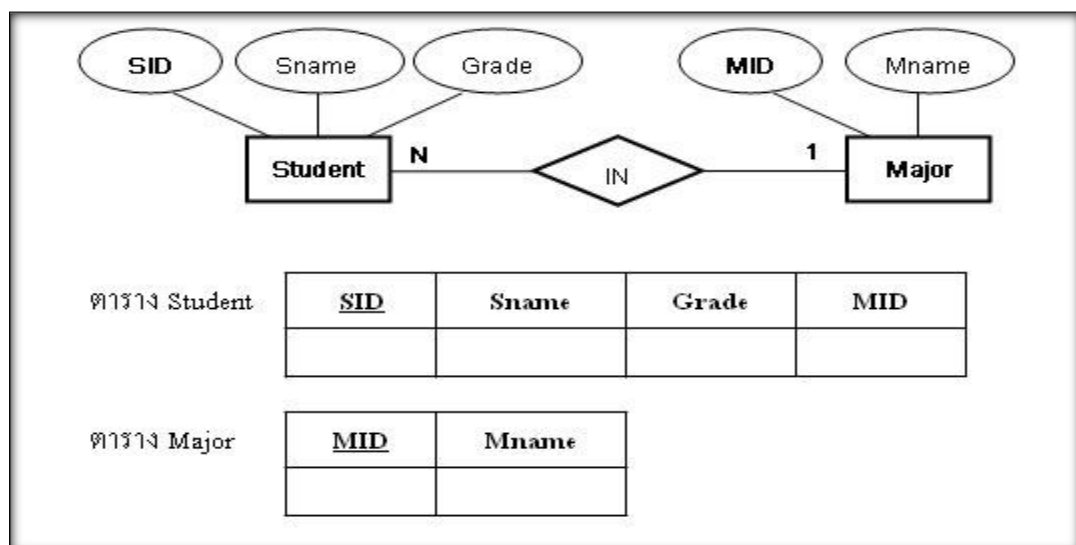 SID Sname Grade MID Mname
Student N IN 1 Major
ตาราง Student SID Sname Grade MID
ตาราง Major MID Mname